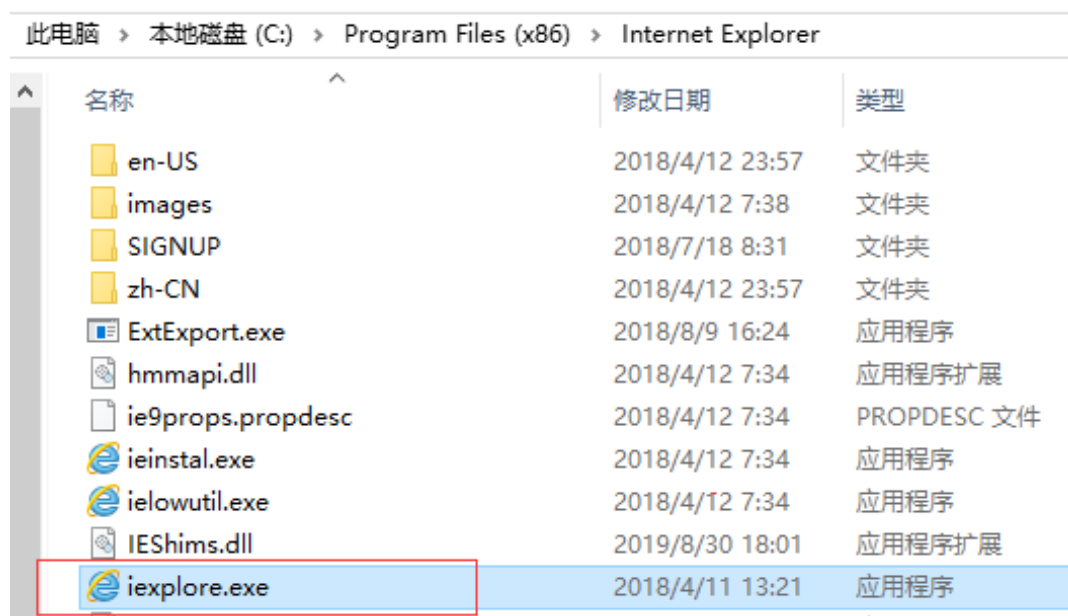 此电脑 > 本地磁盘 (C:) > Program Files (x86) > Internet Explorer
名称 修改日期 类型
en-US 2018/4/12 23:57 文件夹
images 2018/4/12 7:38 文件夹
SIGNUP 2018/7/18 8:31 文件夹
zh-CN 2018/4/12 23:57 文件夹
ExtExport.exe 2018/8/9 16:24 应用程序
hmmapi.dll 2018/4/12 7:34 应用程序扩展
ie9props.propdesc 2018/4/12 7:34 PROPDESC 文件
ieinstal.exe 2018/4/12 7:34 应用程序
ielowutil.exe 2018/4/12 7:34 应用程序
IEShims.dll 2019/8/30 18:01 应用程序扩展
iexplore.exe 2018/4/11 13:21 应用程序